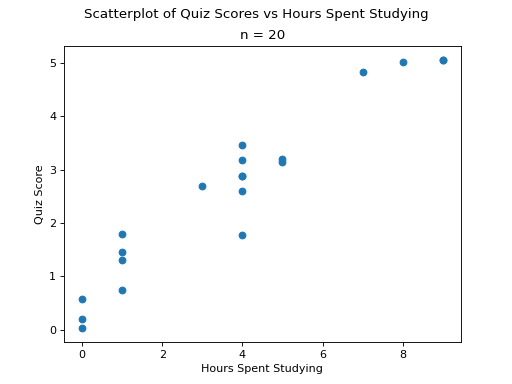 Scatterplot of Quiz Scores vs Hours Spent Studying
n = 20
5
4
3
2
1
0
Quiz Score
0 2 4 6 8
Hours Spent Studying